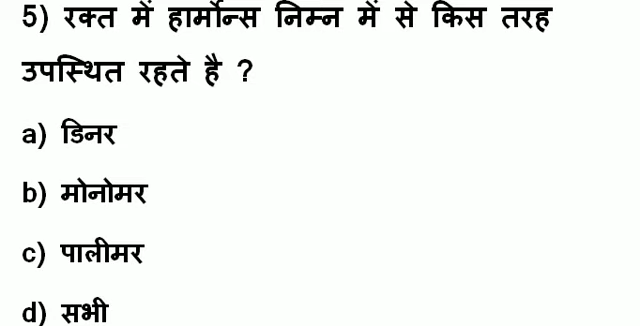 5) रक्त में हार्मोन्स निम्न में से किस तरह
उपस्थित रहते है ?
a) डिनर
b) मोनोमर
c) पालीमर
d) सभी